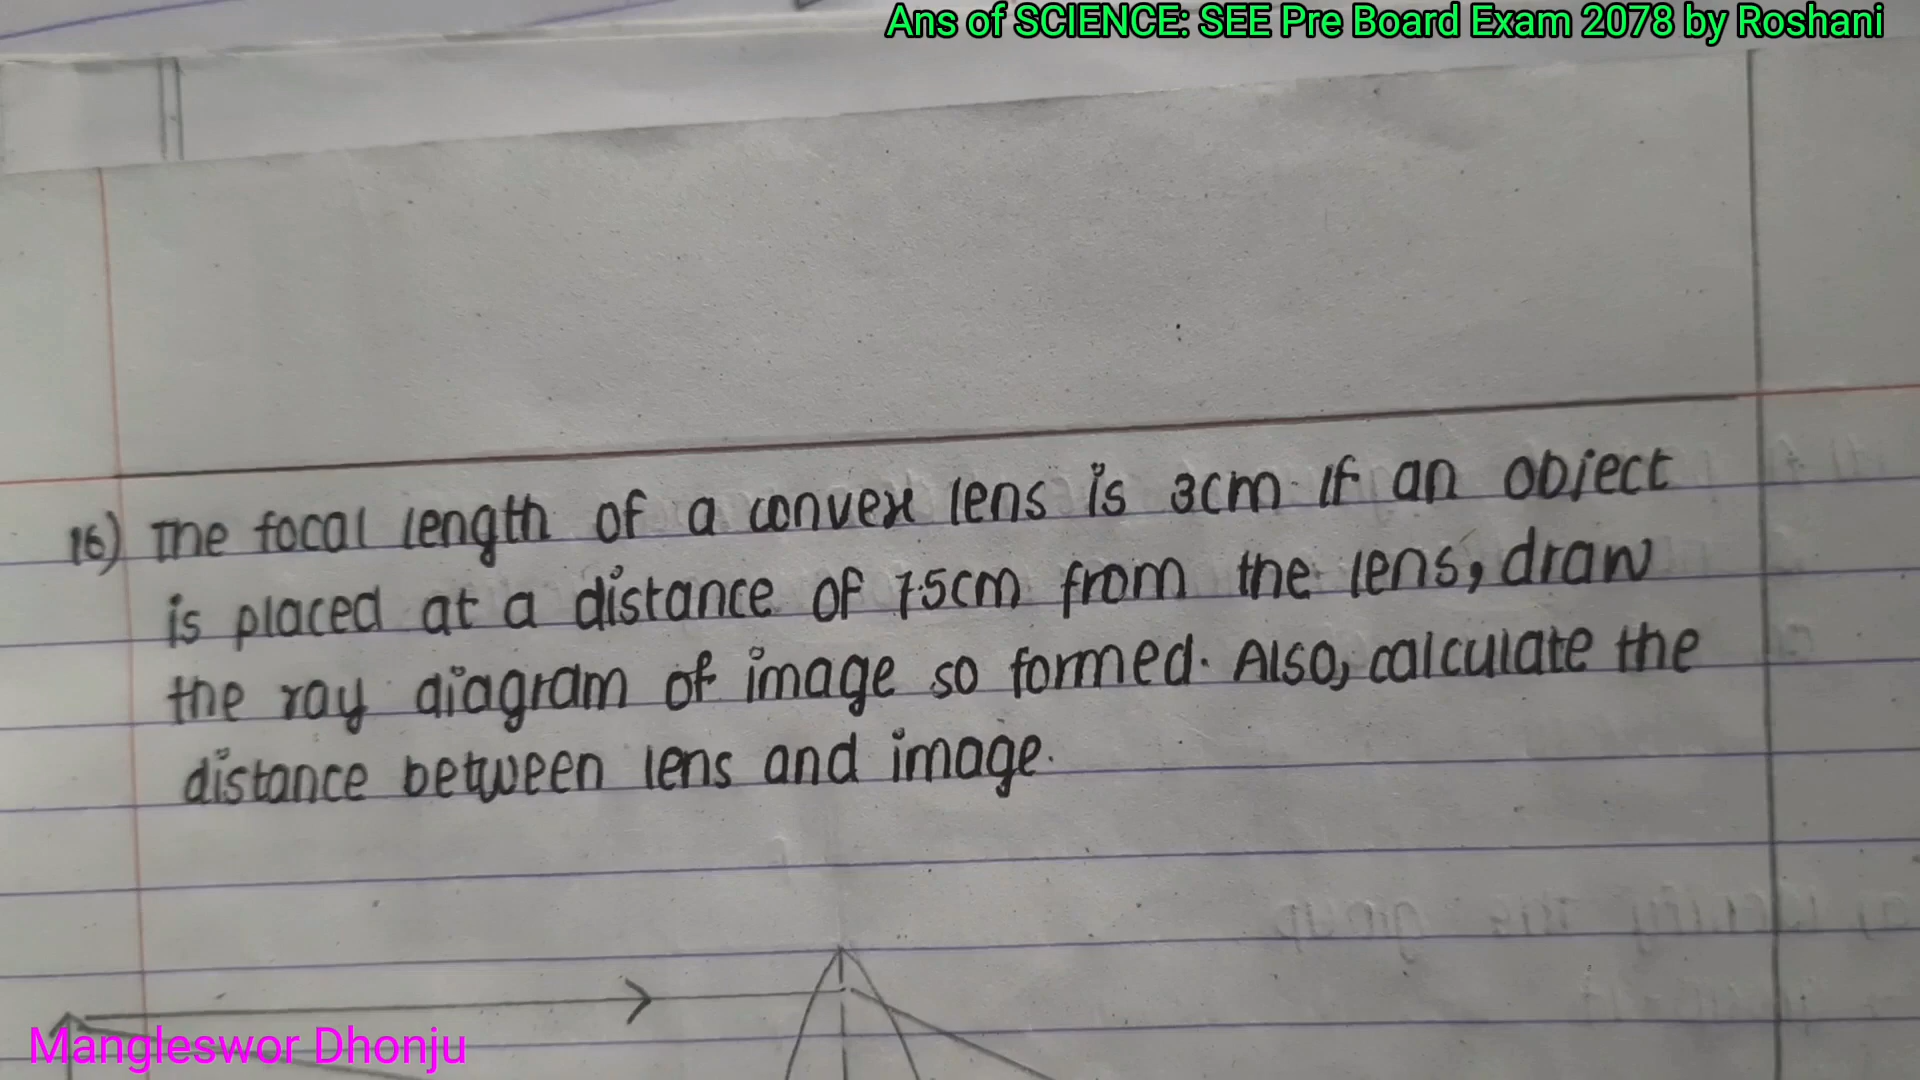 Ans of SCIENCE: SEE Pre Board Exam 2078 by Roshani
16) The focal length of a convex lens is 3cm. If an object
is placed at a distance of 7.5cm from the lens, draw
the ray diagram of image so formed. Also, calculate the
distance between lens and image.
Mangleswor Dhonju